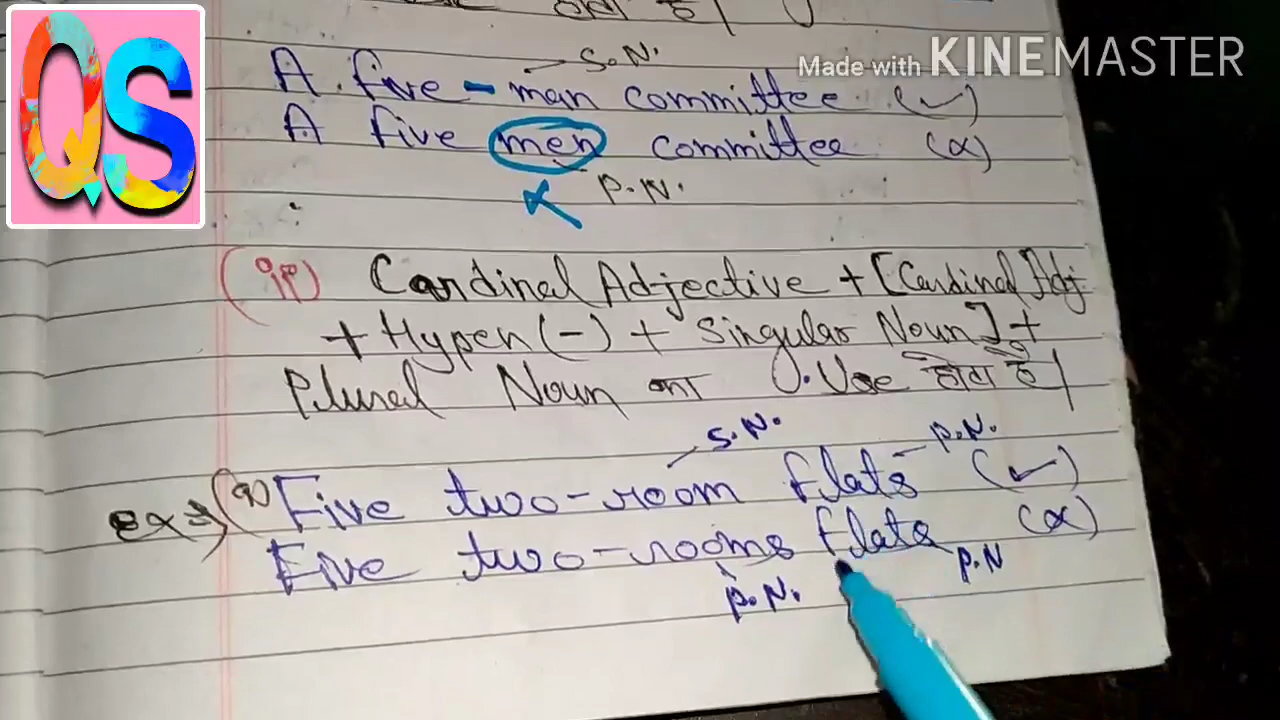 होता है|
Made with KINEMASTER
QS
A five-man committee (✓)
S.N.
A five men committee (x)
P.N.
(ii) Cardinal Adjective + [Cardinal Adj
+ Hypen (-) + Singular Noun] +
Plural Noun का Use होता है|
S.N. P.N.
ex⇒ (a) Five two-room flats (✓)
Five two-rooms flats (x)
P.N. P.N